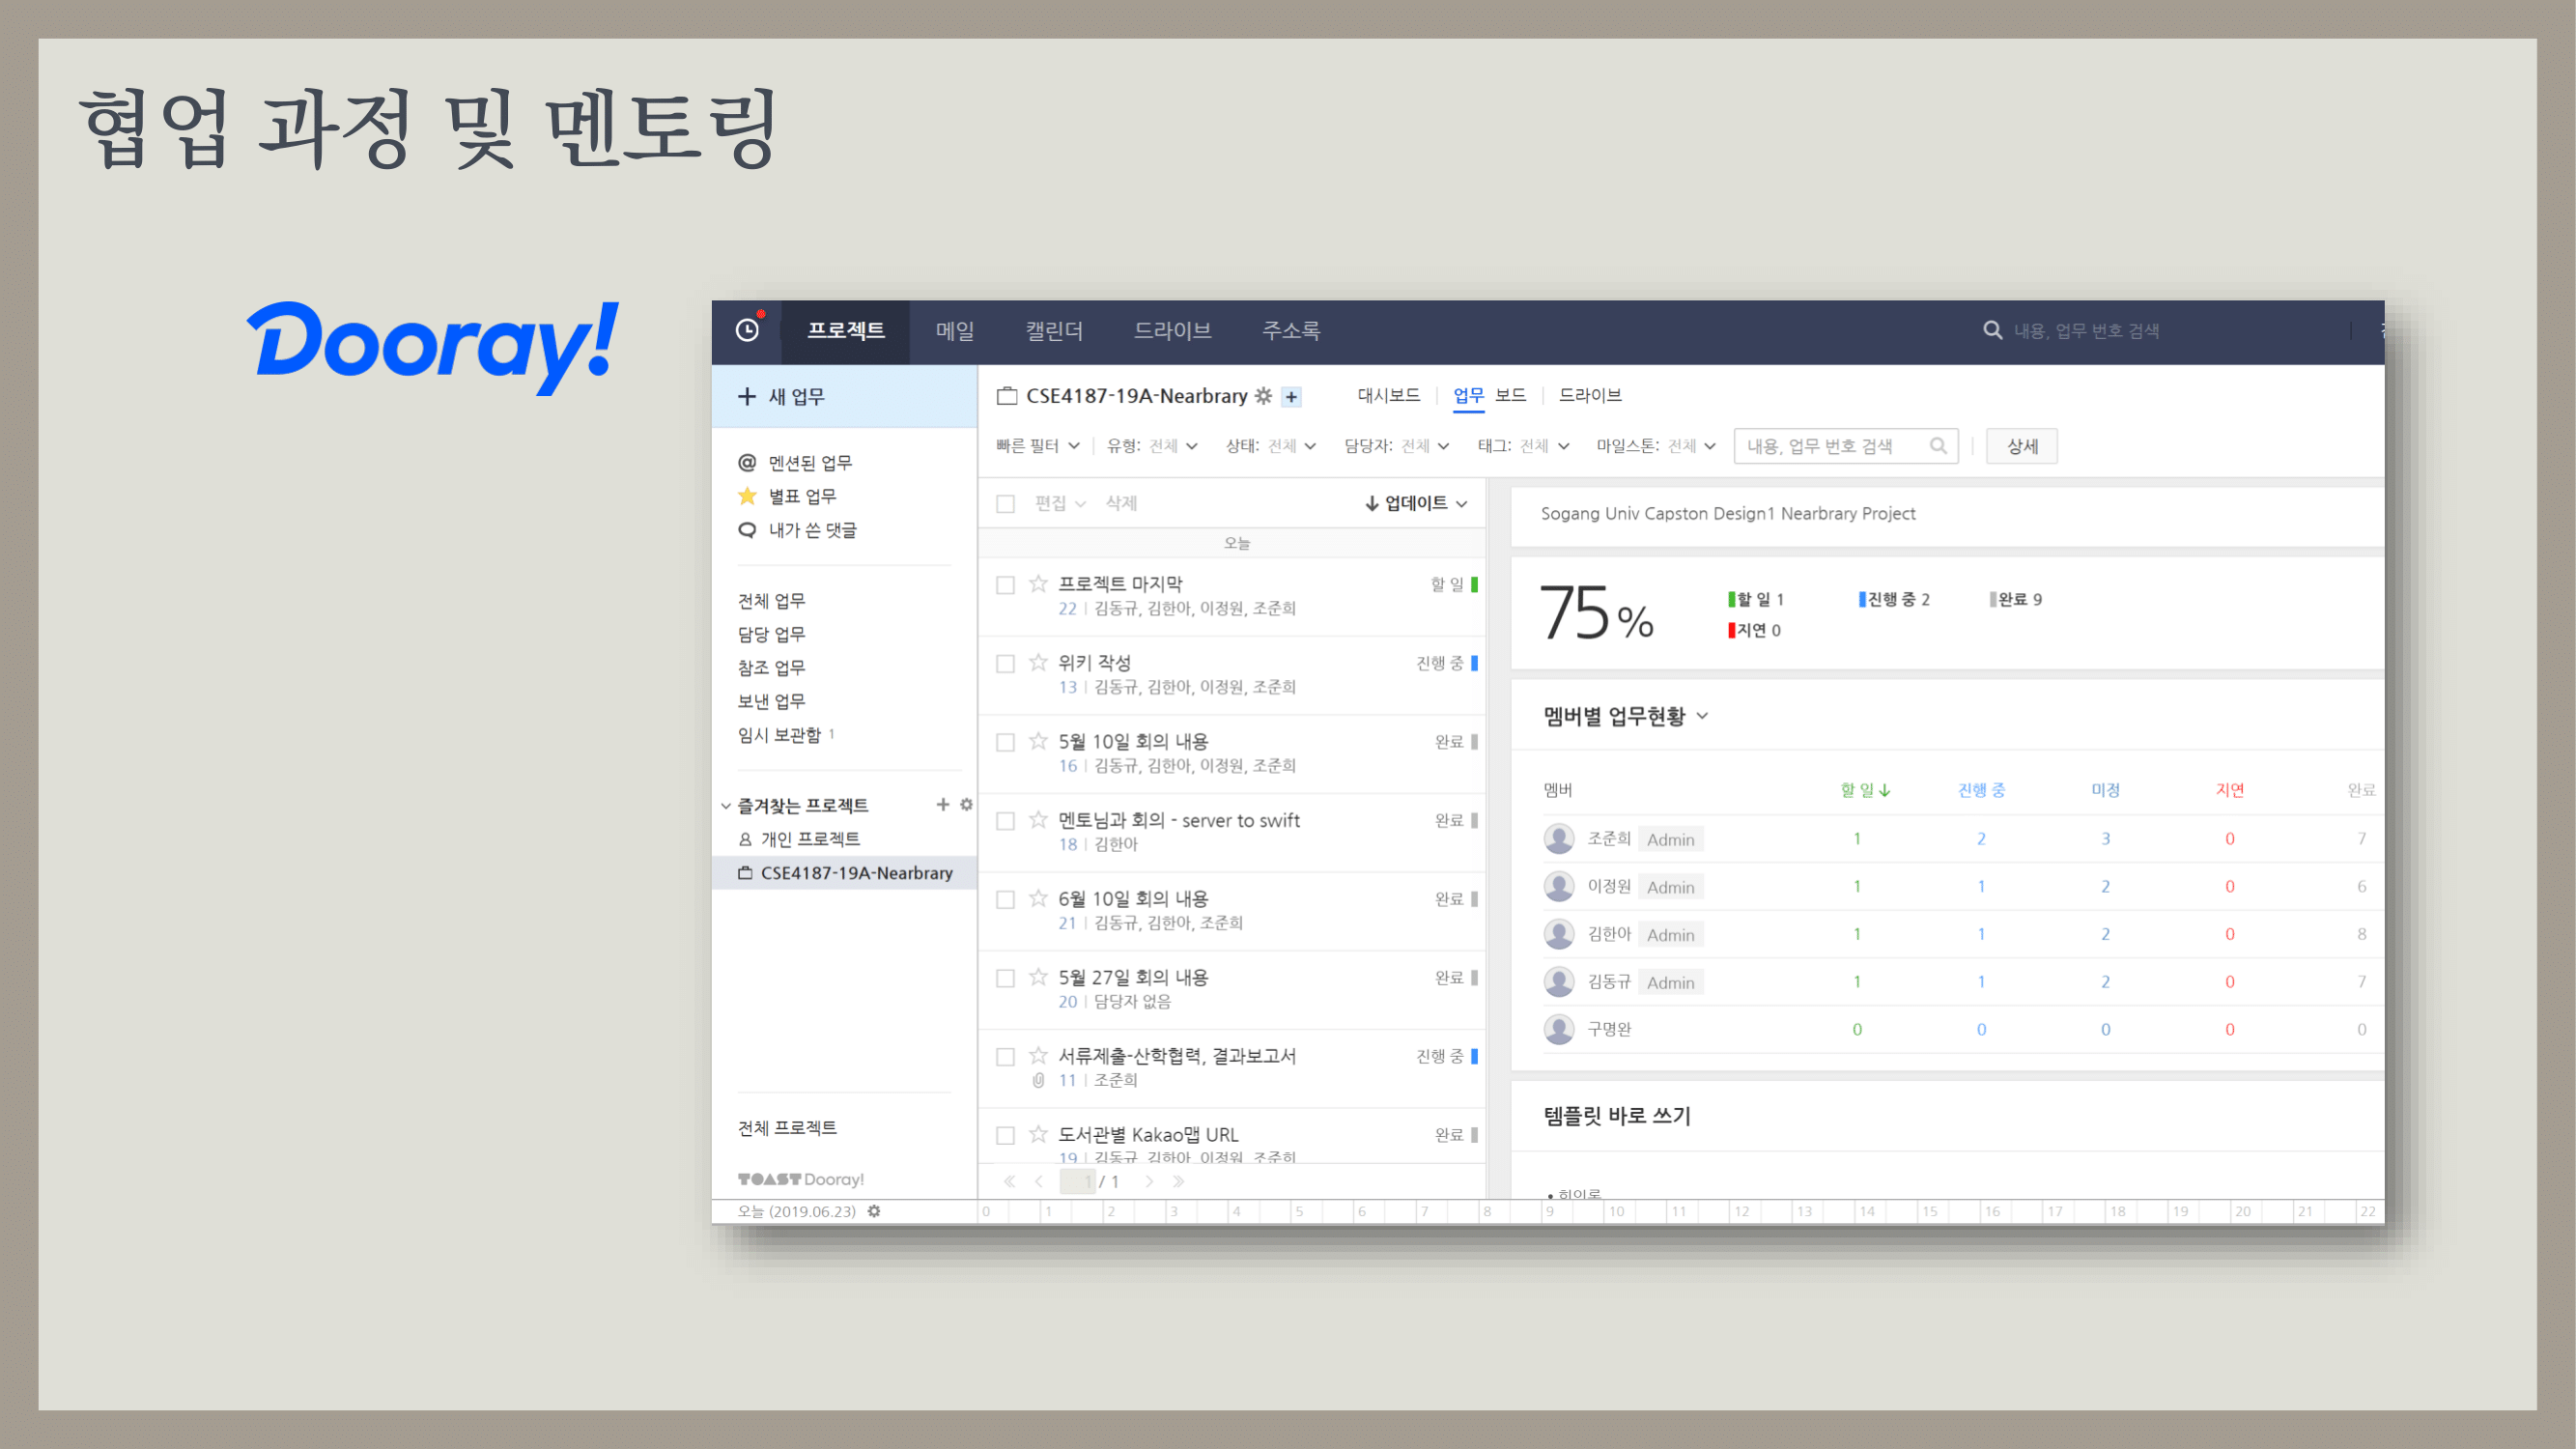 협업 과정 및 멘토링
Dooray!
프로젝트 메일 캘린더 드라이브 주소록 내용, 업무 번호 검색
새 업무
멘션된 업무
별표 업무
내가 쓴 댓글
전체 업무
담당 업무
참조 업무
보낸 업무
임시 보관함 1
즐겨찾는 프로젝트
개인 프로젝트
CSE4187-19A-Nearbrary
전체 프로젝트
TOAST Dooray!
CSE4187-19A-Nearbrary 대시보드 업무 보드 드라이브
빠른 필터 유형: 전체 상태: 전체 담당자: 전체 태그: 전체 마일스톤: 전체 내용, 업무 번호 검색 상세
편집 삭제 업데이트
오늘
프로젝트 마지막 할 일
22 | 김동규, 김한아, 이정원, 조준희
위키 작성 진행 중
13 | 김동규, 김한아, 이정원, 조준희
5월 10일 회의 내용 완료
16 | 김동규, 김한아, 이정원, 조준희
멘토님과 회의 - server to swift 완료
18 | 김한아
6월 10일 회의 내용 완료
21 | 김동규, 김한아, 조준희
5월 27일 회의 내용 완료
20 | 담당자 없음
서류제출-산학협력, 결과보고서 진행 중
11 | 조준희
도서관별 Kakao맵 URL 완료
19 | 김동규, 김한아, 이정원, 조준희
1 / 1
Sogang Univ Capston Design1 Nearbrary Project
75 % 할 일 1 진행 중 2 완료 9
지연 0
멤버별 업무현황
멤버 할 일 진행 중 미정 지연 완료
조준희 Admin 1 2 3 0 7
이정원 Admin 1 1 2 0 6
김한아 Admin 1 1 2 0 8
김동규 Admin 1 1 2 0 7
구명완 0 0 0 0 0
템플릿 바로 쓰기
• 회의록
오늘 (2019.06.23) 0 1 2 3 4 5 6 7 8 9 10 11 12 13 14 15 16 17 18 19 20 21 22